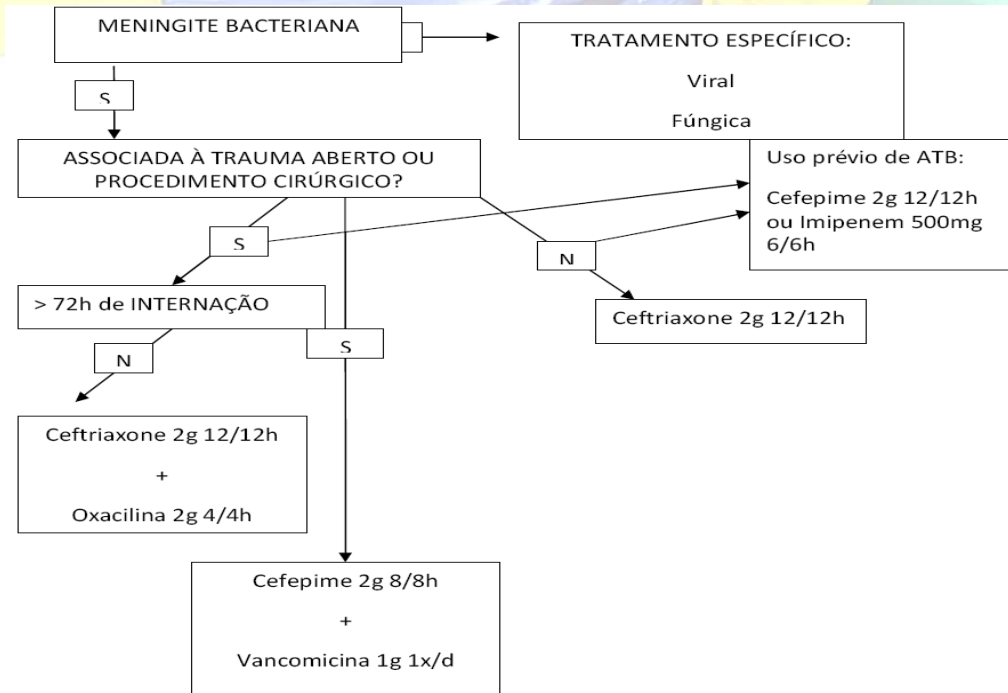 MENINGITE BACTERIANA
TRATAMENTO ESPECÍFICO:
Viral
Fúngica
S
ASSOCIADA À TRAUMA ABERTO OU
PROCEDIMENTO CIRÚRGICO?
Uso prévio de ATB:
Cefepime 2g 12/12h
ou Imipenem 500mg
6/6h
S
N
> 72h de INTERNAÇÃO
Ceftriaxone 2g 12/12h
S
N
Ceftriaxone 2g 12/12h
+
Oxacilina 2g 4/4h
Cefepime 2g 8/8h
+
Vancomicina 1g 1x/d